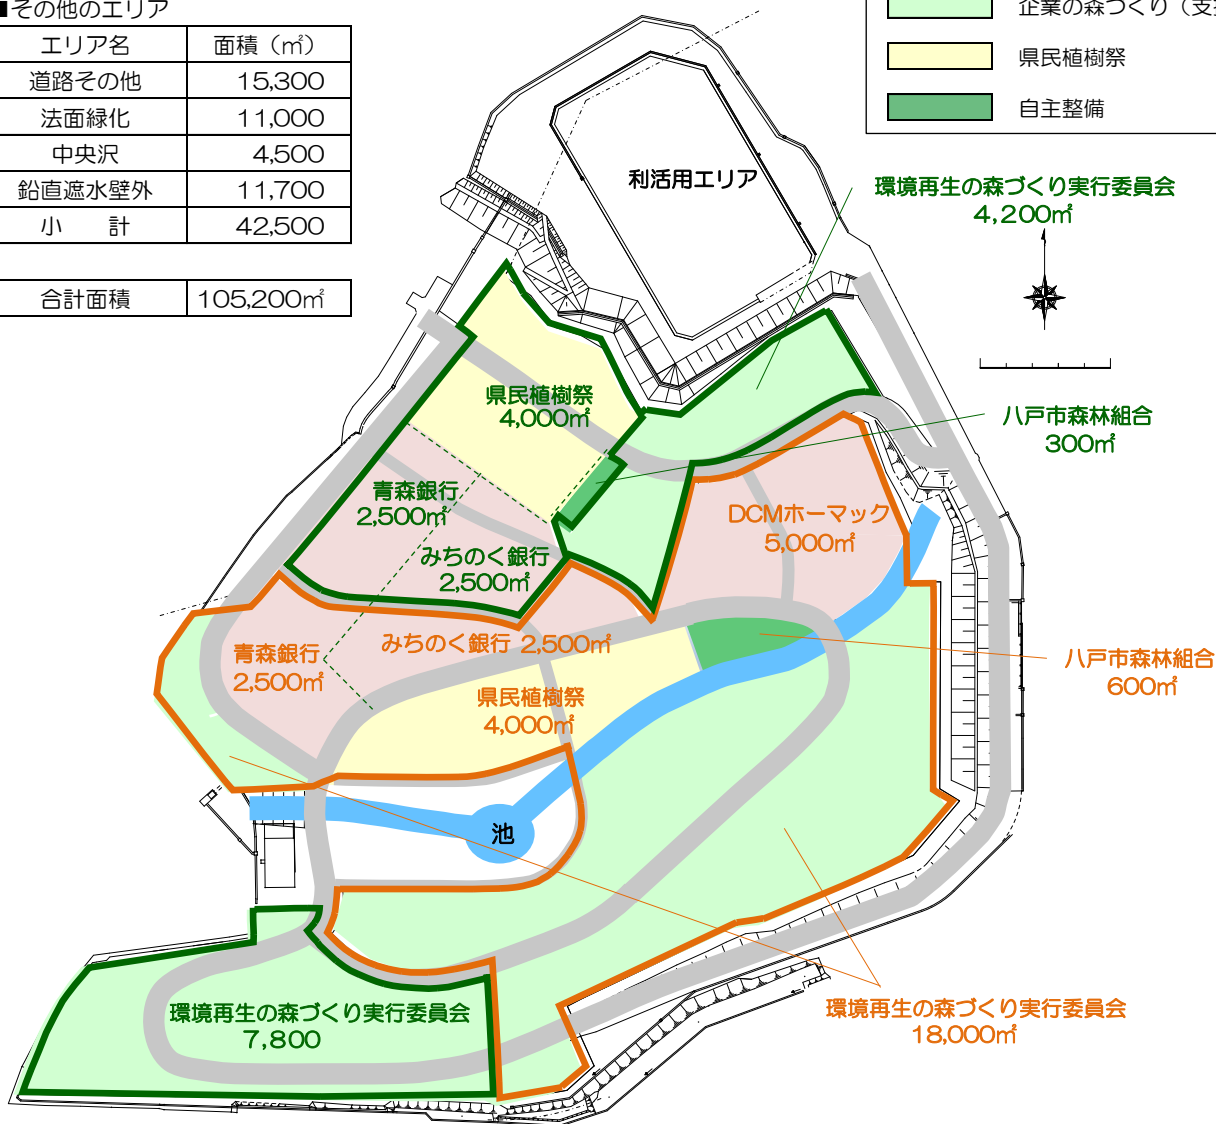 ■その他のエリア
エリア名 面積（㎡）
道路その他 15,300
法面緑化 11,000
中央沢 4,500
鉛直遮水壁外 11,700
小　計 42,500
合計面積 105,200㎡
企業の森づくり（支
県民植樹祭
自主整備
利活用エリア
環境再生の森づくり実行委員会
4,200㎡
県民植樹祭
4,000㎡
八戸市森林組合
300㎡
青森銀行
2,500㎡
みちのく銀行
2,500㎡
DCMホーマック
5,000㎡
青森銀行
2,500㎡
みちのく銀行 2,500㎡
八戸市森林組合
600㎡
県民植樹祭
4,000㎡
池
環境再生の森づくり実行委員会
7,800
環境再生の森づくり実行委員会
18,000㎡